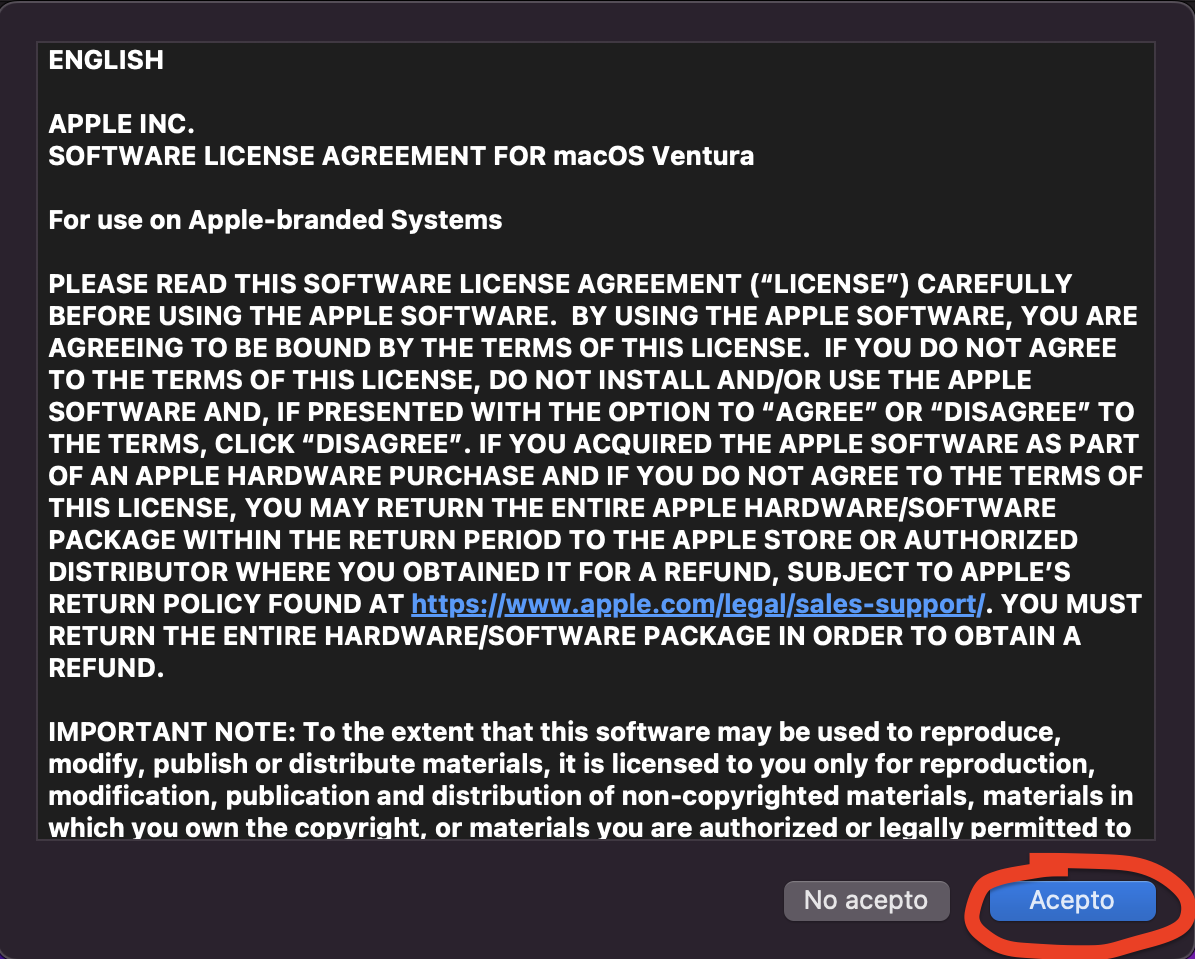 ENGLISH
APPLE INC.
SOFTWARE LICENSE AGREEMENT FOR macOS Ventura
For use on Apple-branded Systems
PLEASE READ THIS SOFTWARE LICENSE AGREEMENT (“LICENSE”) CAREFULLY
BEFORE USING THE APPLE SOFTWARE.  BY USING THE APPLE SOFTWARE, YOU ARE
AGREEING TO BE BOUND BY THE TERMS OF THIS LICENSE.  IF YOU DO NOT AGREE
TO THE TERMS OF THIS LICENSE, DO NOT INSTALL AND/OR USE THE APPLE
SOFTWARE AND, IF PRESENTED WITH THE OPTION TO “AGREE” OR “DISAGREE” TO
THE TERMS, CLICK “DISAGREE”. IF YOU ACQUIRED THE APPLE SOFTWARE AS PART
OF AN APPLE HARDWARE PURCHASE AND IF YOU DO NOT AGREE TO THE TERMS OF
THIS LICENSE, YOU MAY RETURN THE ENTIRE APPLE HARDWARE/SOFTWARE
PACKAGE WITHIN THE RETURN PERIOD TO THE APPLE STORE OR AUTHORIZED
DISTRIBUTOR WHERE YOU OBTAINED IT FOR A REFUND, SUBJECT TO APPLE’S
RETURN POLICY FOUND AT https://www.apple.com/legal/sales-support/. YOU MUST
RETURN THE ENTIRE HARDWARE/SOFTWARE PACKAGE IN ORDER TO OBTAIN A
REFUND.
IMPORTANT NOTE: To the extent that this software may be used to reproduce,
modify, publish or distribute materials, it is licensed to you only for reproduction,
modification, publication and distribution of non-copyrighted materials, materials in
which you own the copyright, or materials you are authorized or legally permitted to
No acepto
Acepto